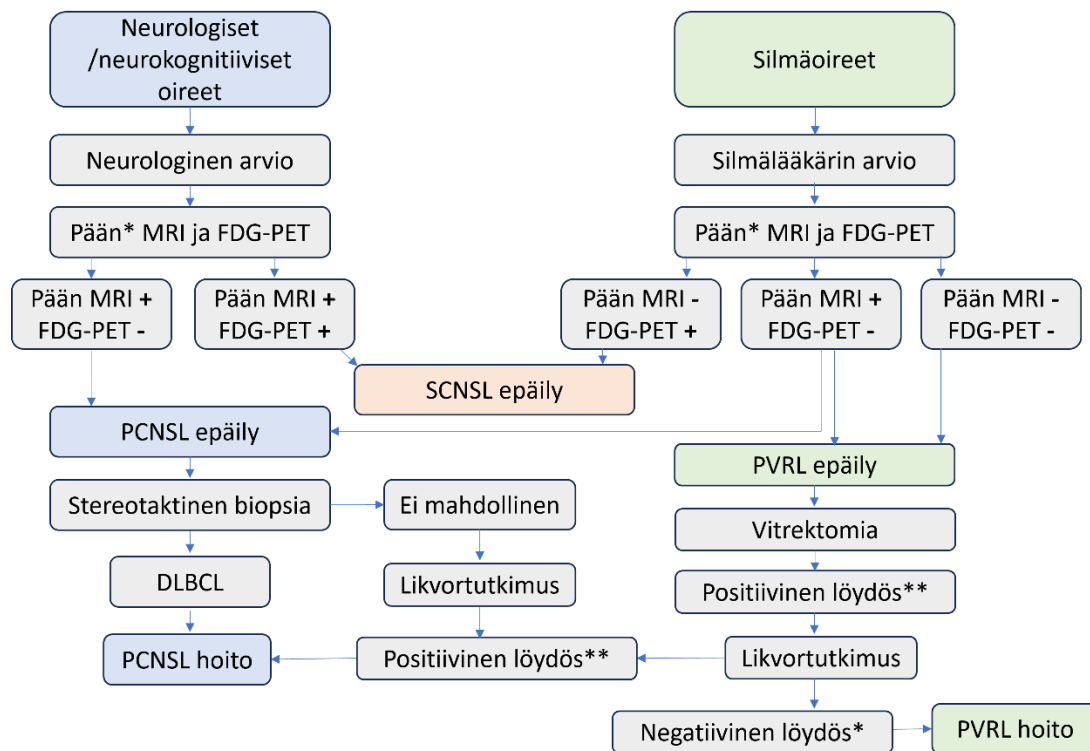 Neurologiset
/neurokognitiiviset
oireet
Silmäoireet
Neurologinen arvio
Silmälääkärin arvio
Pään* MRI ja FDG-PET
Pään* MRI ja FDG-PET
Pään MRI +
FDG-PET -
Pään MRI +
FDG-PET +
Pään MRI -
FDG-PET +
Pään MRI +
FDG-PET -
Pään MRI -
FDG-PET -
SCNSL epäily
PCNSL epäily
PVRL epäily
Stereotaktinen biopsia
Ei mahdollinen
Vitrektomia
DLBCL
Likvortutkimus
Positiivinen löydös**
PCNSL hoito
Positiivinen löydös**
Likvortutkimus
Negatiivinen löydös*
PVRL hoito